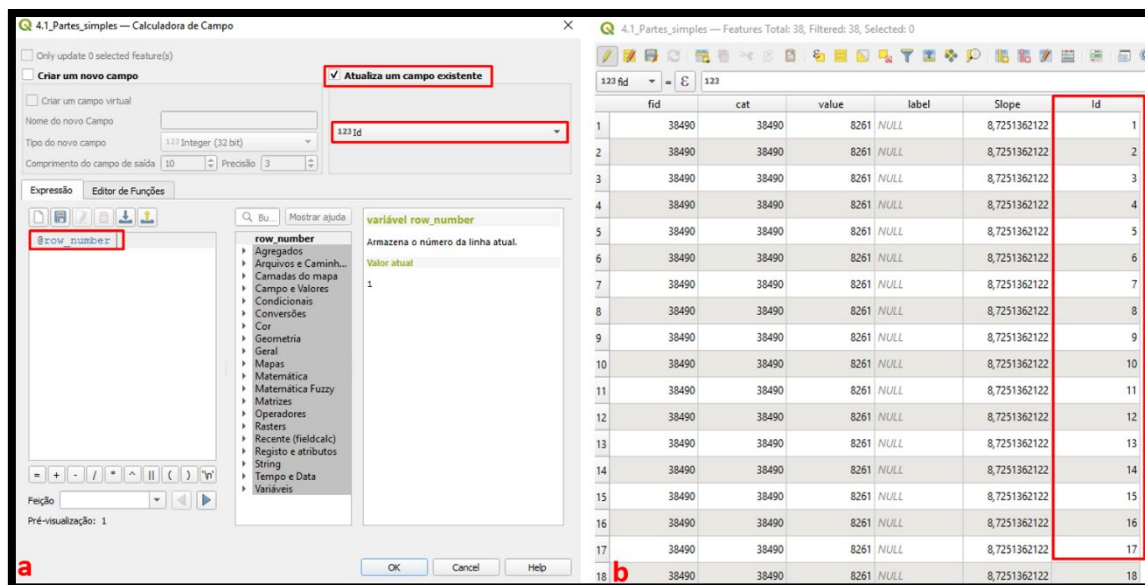 4.1_Partes_simples — Calculadora de Campo
Only update 0 selected feature(s)
Criar um novo campo
Atualiza um campo existente
Criar um campo virtual
Nome do novo Campo
Tipo do novo campo 123 Integer (32 bit)
Comprimento do campo de saída 10 Precisão 3
123 Id
Expressão Editor de Funções
@row_number
Bu... Mostrar ajuda
row_number
Agregados
Arquivos e Caminh...
Camadas do mapa
Campo e Valores
Condicionais
Conversões
Cor
Geometria
Geral
Mapas
Matemática
Matemática Fuzzy
Matrizes
Operadores
Rasters
Recente (fieldcalc)
Registo e atributos
String
Tempo e Data
Variáveis
variável row_number
Armazena o número da linha atual.
Valor atual
1
= + - / * ^ || ( ) '\n'
Feição
Pré-visualização: 1
OK Cancel Help
a
4.1_Partes_simples — Features Total: 38, Filtered: 38, Selected: 0
123 fid = ε 123
fid cat value label Slope Id
1 38490 38490 8261 NULL 8,7251362122 1
2 38490 38490 8261 NULL 8,7251362122 2
3 38490 38490 8261 NULL 8,7251362122 3
4 38490 38490 8261 NULL 8,7251362122 4
5 38490 38490 8261 NULL 8,7251362122 5
6 38490 38490 8261 NULL 8,7251362122 6
7 38490 38490 8261 NULL 8,7251362122 7
8 38490 38490 8261 NULL 8,7251362122 8
9 38490 38490 8261 NULL 8,7251362122 9
10 38490 38490 8261 NULL 8,7251362122 10
11 38490 38490 8261 NULL 8,7251362122 11
12 38490 38490 8261 NULL 8,7251362122 12
13 38490 38490 8261 NULL 8,7251362122 13
14 38490 38490 8261 NULL 8,7251362122 14
15 38490 38490 8261 NULL 8,7251362122 15
16 38490 38490 8261 NULL 8,7251362122 16
17 38490 38490 8261 NULL 8,7251362122 17
18 38490 38490 8261 NULL 8,7251362122 18
b